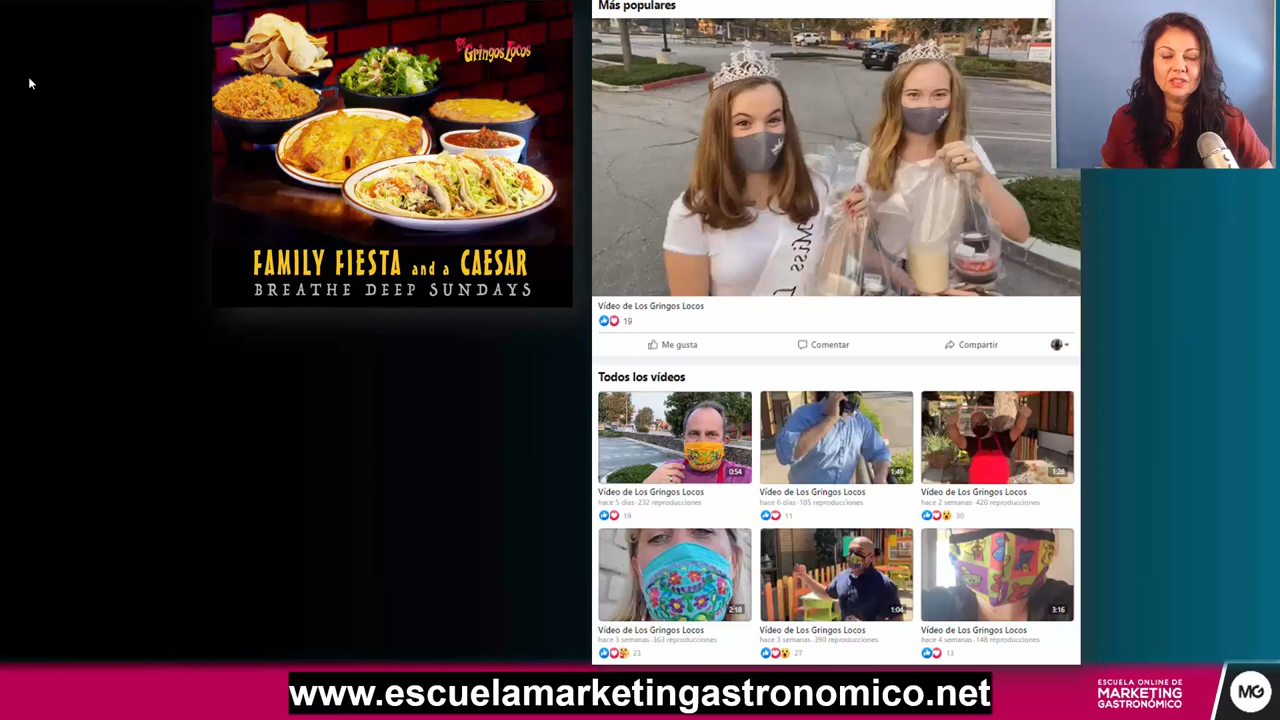 Los
GringosLocos
FAMILY FIESTA and a CAESAR
BREATHE DEEP SUNDAYS
Más populares
Miss
Vídeo de Los Gringos Locos
19
Me gusta
Comentar
Compartir
Todos los vídeos
0:54
1:49
1:28
Vídeo de Los Gringos Locos
hace 5 días · 232 reproducciones
19
Vídeo de Los Gringos Locos
hace 6 días · 185 reproducciones
11
Vídeo de Los Gringos Locos
hace 2 semanas · 420 reproducciones
30
2:18
1:04
3:16
Vídeo de Los Gringos Locos
hace 3 semanas · 363 reproducciones
23
Vídeo de Los Gringos Locos
hace 3 semanas · 390 reproducciones
27
Vídeo de Los Gringos Locos
hace 4 semanas · 148 reproducciones
13
www.escuelamarketingastronomico.net
ESCUELA ONLINE DE
MARKETING
GASTRONÓMICO
MG